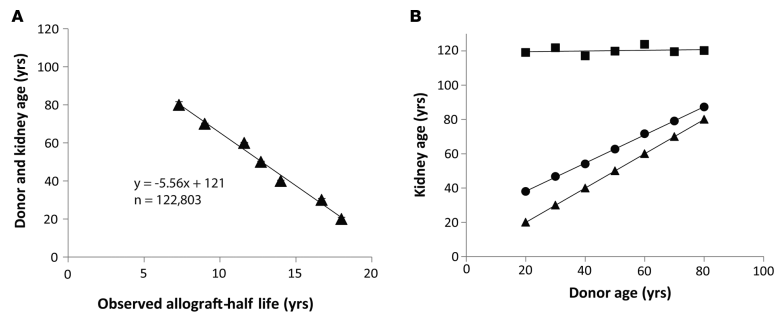 A
Donor and kidney age (yrs)
120
100
80
60
40
20
0
y = -5.56x + 121
n = 122,803
0 5 10 15 20
Observed allograft-half life (yrs)
B
Kidney age (yrs)
120
100
80
60
40
20
0
0 20 40 60 80 100
Donor age (yrs)